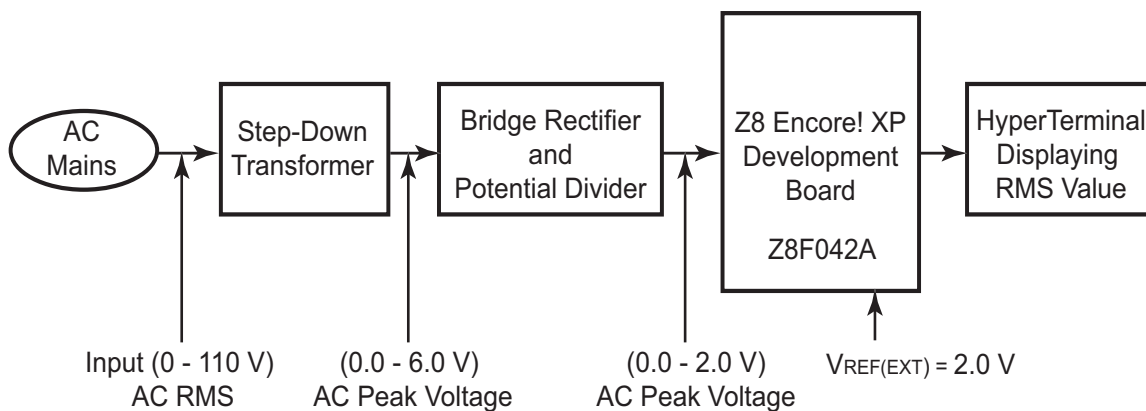 AC
Mains
Step-Down
Transformer
Bridge Rectifier
and
Potential Divider
Z8 Encore! XP
Development
Board
Z8F042A
HyperTerminal
Displaying
RMS Value
Input (0 - 110 V)
AC RMS
(0.0 - 6.0 V)
AC Peak Voltage
(0.0 - 2.0 V)
AC Peak Voltage
VREF(EXT) = 2.0 V